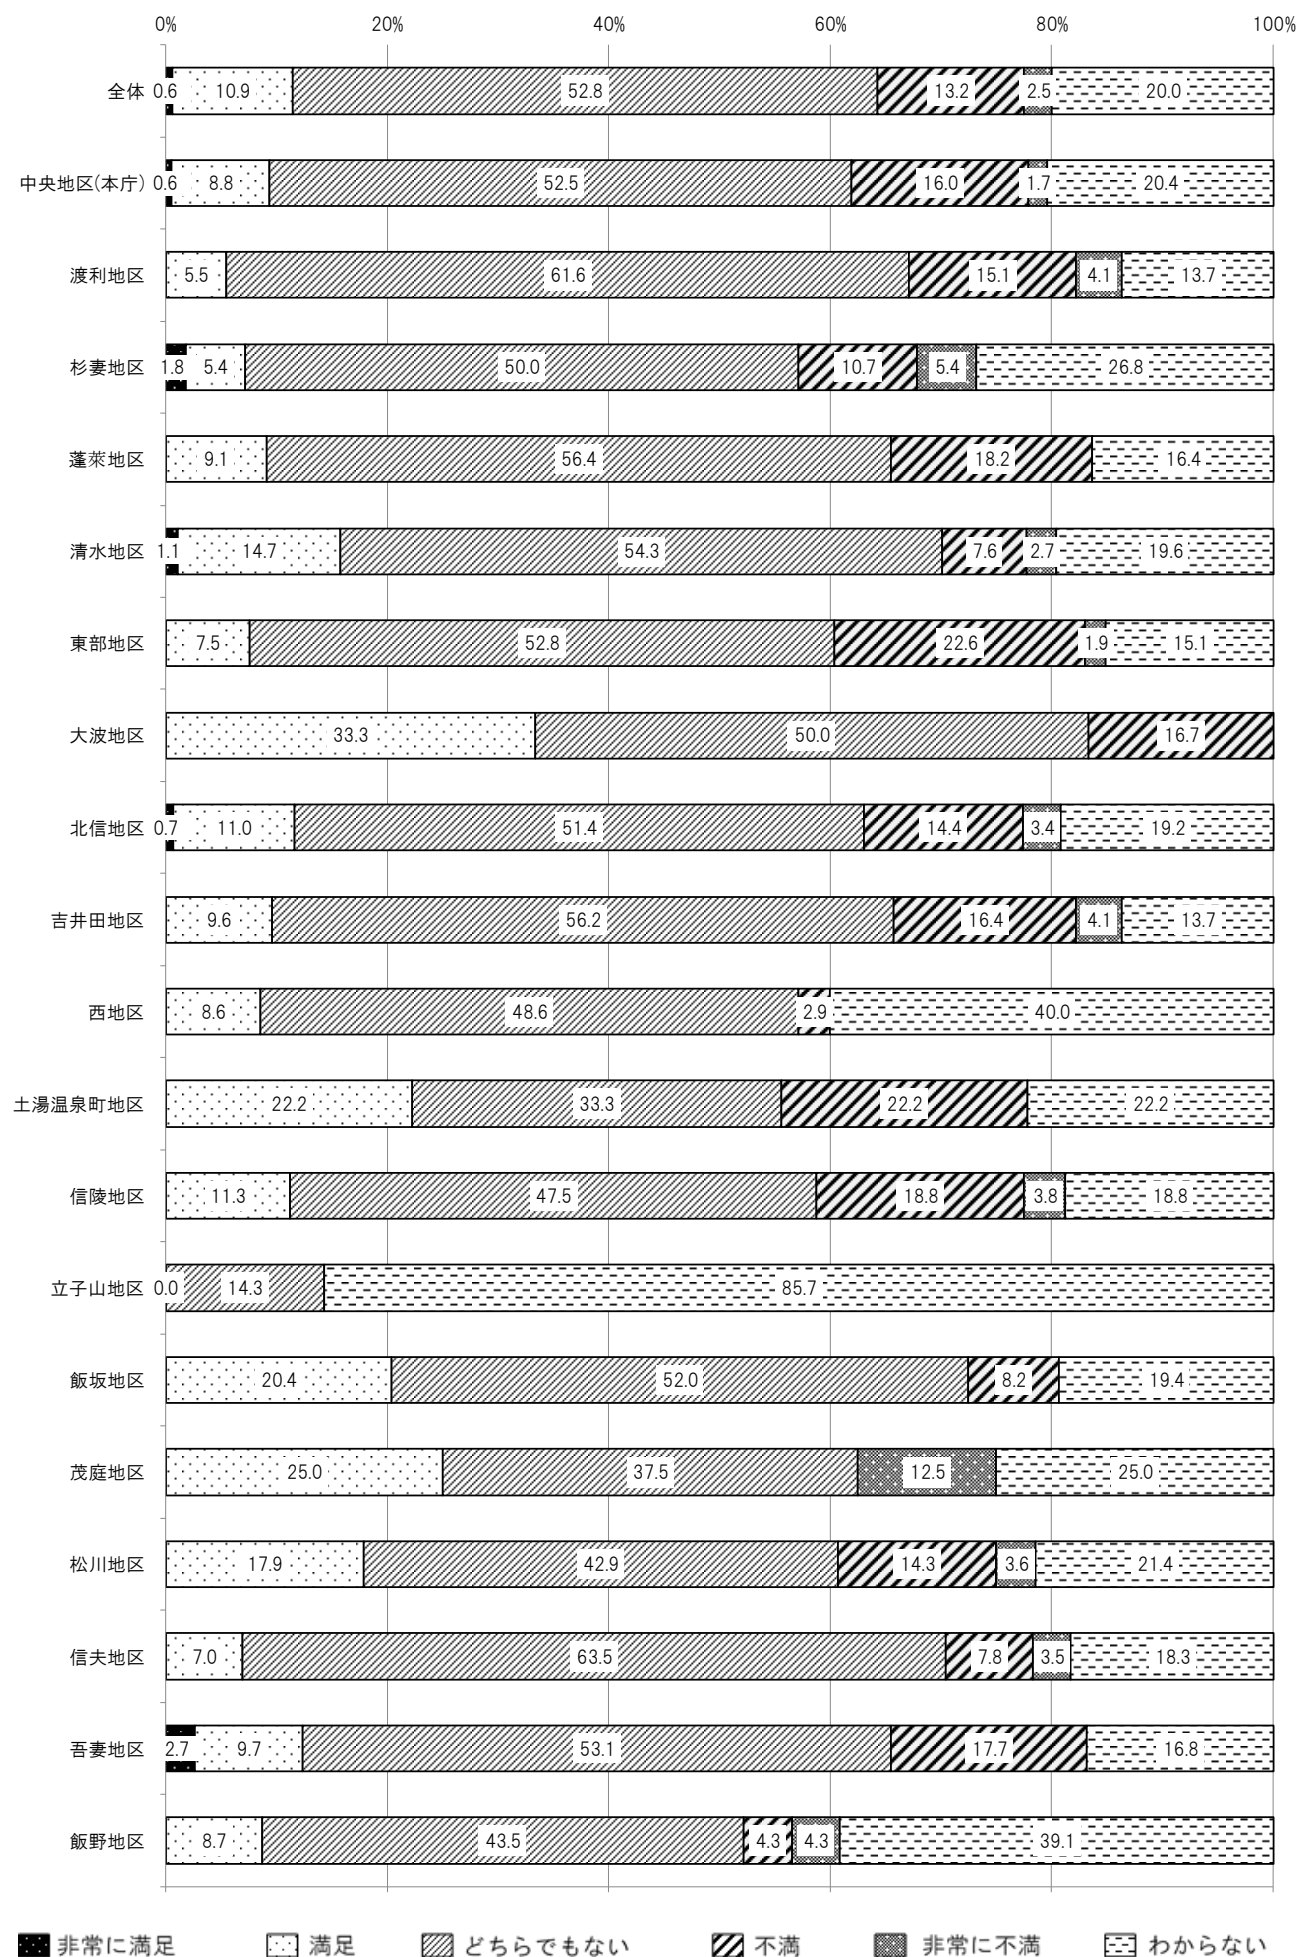 0% 20% 40% 60% 80% 100%
全体 0.6 10.9 52.8 13.2 2.5 20.0
中央地区(本庁) 0.6 8.8 52.5 16.0 1.7 20.4
渡利地区 5.5 61.6 15.1 4.1 13.7
杉妻地区 1.8 5.4 50.0 10.7 5.4 26.8
蓬莱地区 9.1 56.4 18.2 16.4
清水地区 1.1 14.7 54.3 7.6 2.7 19.6
東部地区 7.5 52.8 22.6 1.9 15.1
大波地区 33.3 50.0 16.7
北信地区 0.7 11.0 51.4 14.4 3.4 19.2
吉井田地区 9.6 56.2 16.4 4.1 13.7
西地区 8.6 48.6 2.9 40.0
土湯温泉町地区 22.2 33.3 22.2 22.2
信陵地区 11.3 47.5 18.8 3.8 18.8
立子山地区 0.0 14.3 85.7
飯坂地区 20.4 52.0 8.2 19.4
茂庭地区 25.0 37.5 12.5 25.0
松川地区 17.9 42.9 14.3 3.6 21.4
信夫地区 7.0 63.5 7.8 3.5 18.3
吾妻地区 2.7 9.7 53.1 17.7 16.8
飯野地区 8.7 43.5 4.3 4.3 39.1
非常に満足 満足 どちらでもない 不満 非常に不満 わからない